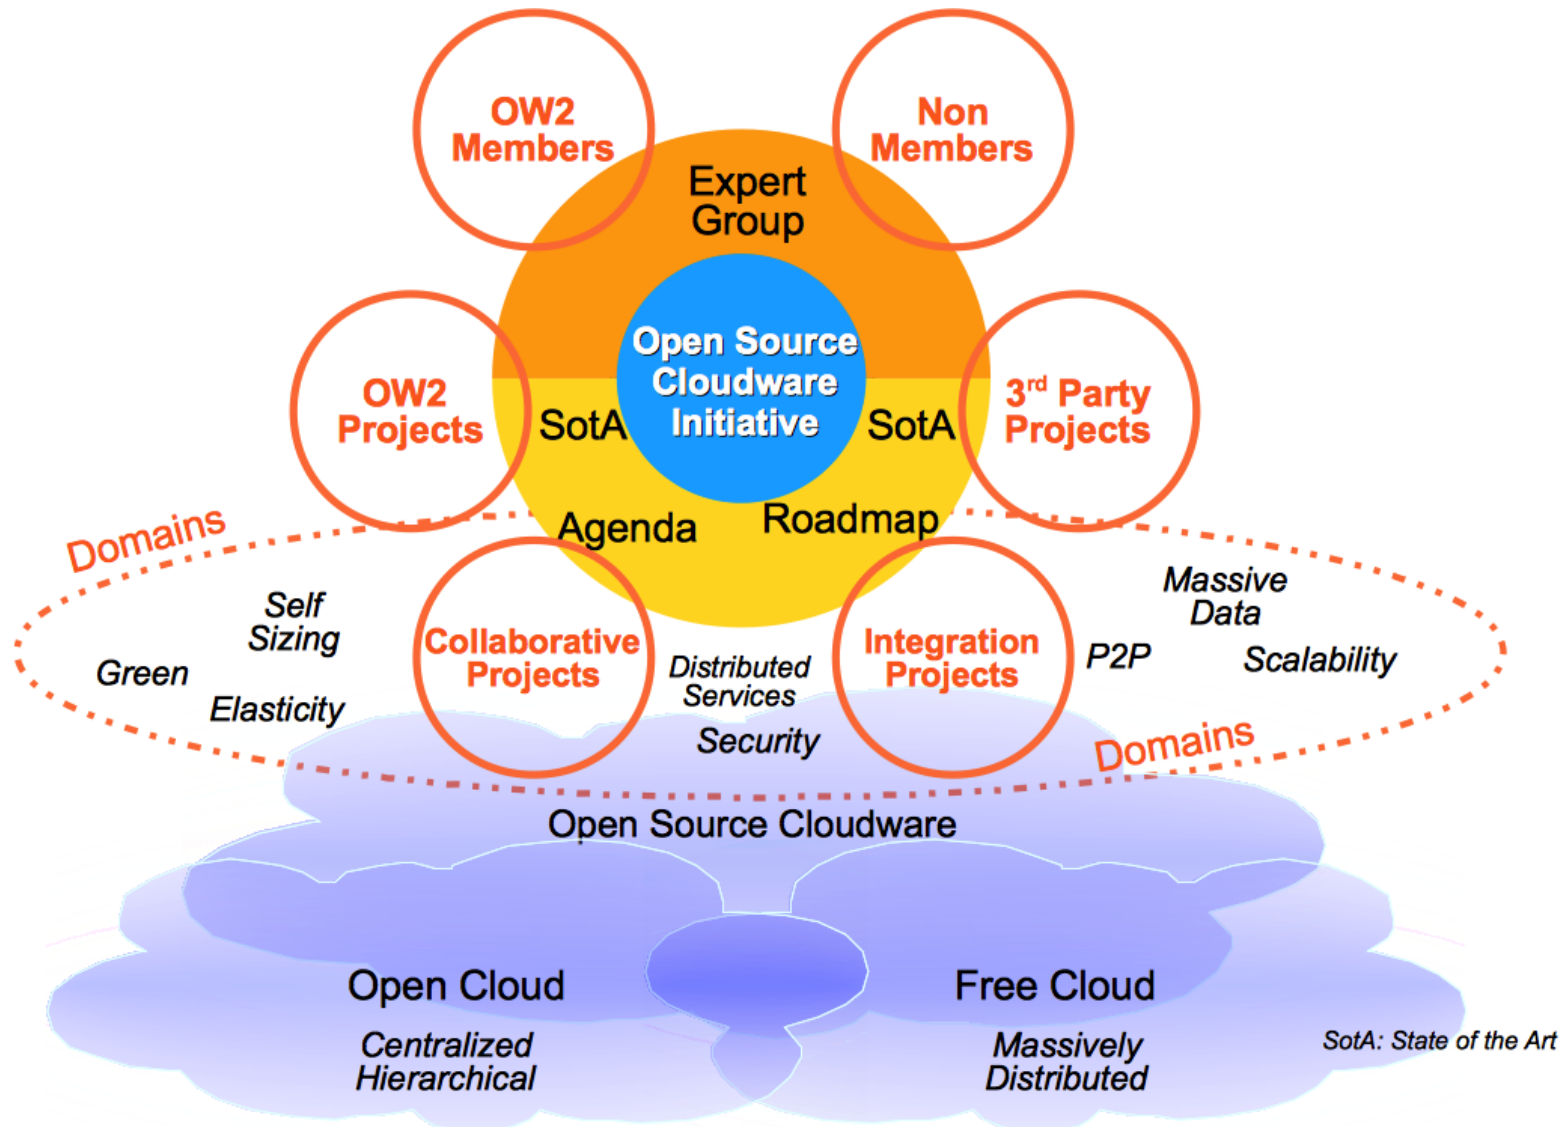 OW2
Members
Non
Members
Expert
Group
Open Source
Cloudware
Initiative
OW2
Projects
SotA
SotA
3rd Party
Projects
Agenda
Roadmap
Domains
Self
Sizing
Green
Elasticity
Collaborative
Projects
Distributed
Services
Security
Integration
Projects
Massive
Data
P2P
Scalability
Domains
Open Source Cloudware
Open Cloud
Centralized
Hierarchical
Free Cloud
Massively
Distributed
SotA: State of the Art